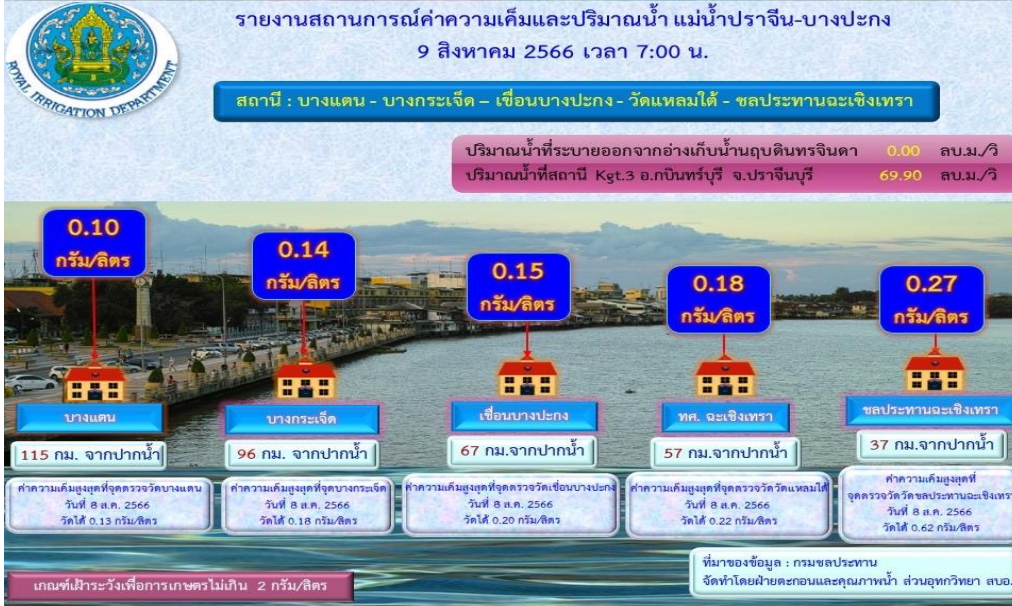 รายงานสถานการณ์ค่าความเค็มและปริมาณน้ำ แม่น้ำปราจีน-บางปะกง
9 สิงหาคม 2566 เวลา 7:00 น.
ROYAL IRRIGATION DEPARTMENT
สถานี : บางแตน - บางกระเจ็ด – เขื่อนบางปะกง - วัดแหลมใต้ - ชลประทานฉะเชิงเทรา
ปริมาณน้ำที่ระบายออกจากอ่างเก็บน้ำนฤบดินทรจินดา 0.00 ลบ.ม./วิ
ปริมาณน้ำที่สถานี Kgt.3 อ.กบินทร์บุรี จ.ปราจีนบุรี 69.90 ลบ.ม./วิ
0.10
กรัม/ลิตร
0.14
กรัม/ลิตร
0.15
กรัม/ลิตร
0.18
กรัม/ลิตร
0.27
กรัม/ลิตร
บางแตน
บางกระเจ็ด
เขื่อนบางปะกง
ทศ. ฉะเชิงเทรา
ชลประทานฉะเชิงเทรา
115 กม. จากปากน้ำ
96 กม. จากปากน้ำ
67 กม.จากปากน้ำ
57 กม.จากปากน้ำ
37 กม.จากปากน้ำ
ค่าความเค็มสูงสุดที่จุดตรวจวัดบางแตน
วันที่ 8 ส.ค. 2566
วัดได้ 0.13 กรัม/ลิตร
ค่าความเค็มสูงสุดที่จุดบางกระเจ็ด
วันที่ 8 ส.ค. 2566
วัดได้ 0.18 กรัม/ลิตร
ค่าความเค็มสูงสุดที่จุดตรวจวัดเขื่อนบางปะกง
วันที่ 8 ส.ค. 2566
วัดได้ 0.20 กรัม/ลิตร
ค่าความเค็มสูงสุดที่จุดตรวจวัดวัดแหลมใต้
วันที่ 8 ส.ค. 2566
วัดได้ 0.22 กรัม/ลิตร
ค่าความเค็มสูงสุดที่
จุดตรวจวัดวัดชลประทานฉะเชิงเทรา
วันที่ 8 ส.ค. 2566
วัดได้ 0.62 กรัม/ลิตร
เกณฑ์เฝ้าระวังเพื่อการเกษตรไม่เกิน 2 กรัม/ลิตร
ที่มาของข้อมูล : กรมชลประทาน
จัดทำโดยฝ่ายตะกอนและคุณภาพน้ำ ส่วนอุทกวิทยา สบอ.